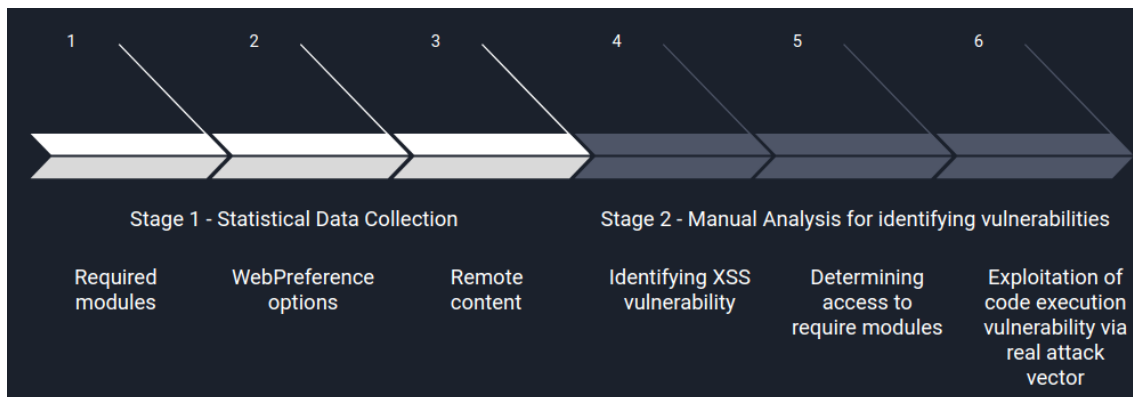 1
2
3
4
5
6
Stage 1 - Statistical Data Collection
Stage 2 - Manual Analysis for identifying vulnerabilities
Required
modules
WebPreference
options
Remote
content
Identifying XSS
vulnerability
Determining
access to
require modules
Exploitation of
code execution
vulnerability via
real attack
vector